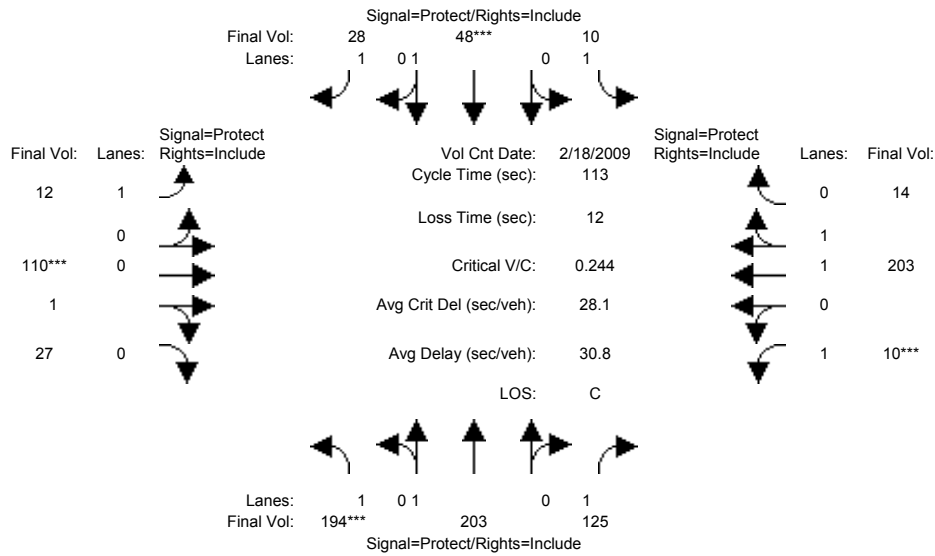 Signal=Protect/Rights=Include
Final Vol: 28 48*** 10
Lanes: 1 0 1 0 1
Signal=Protect Signal=Protect
Final Vol: Lanes: Rights=Include Vol Cnt Date: 2/18/2009 Rights=Include Lanes: Final Vol:
Cycle Time (sec): 113
12 1 0 14
Loss Time (sec): 12
0 1
110*** 0 Critical V/C: 0.244 1 203
1 Avg Crit Del (sec/veh): 28.1 0
27 0 Avg Delay (sec/veh): 30.8 1 10***
LOS: C
Lanes: 1 0 1 0 1
Final Vol: 194*** 203 125
Signal=Protect/Rights=Include